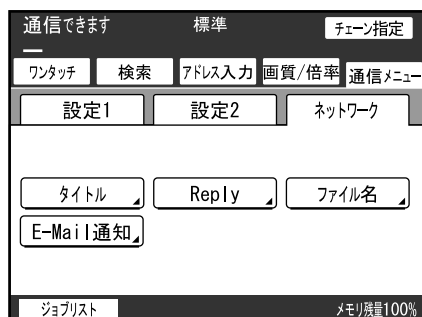 通信できます 標準 チェーン指定
ワンタッチ 検索 アドレス入力 画質/倍率 通信メニュー
設定1 設定2 ネットワーク
タイトル Reply ファイル名
E-Mail通知
ジョブリスト メモリ残量100%